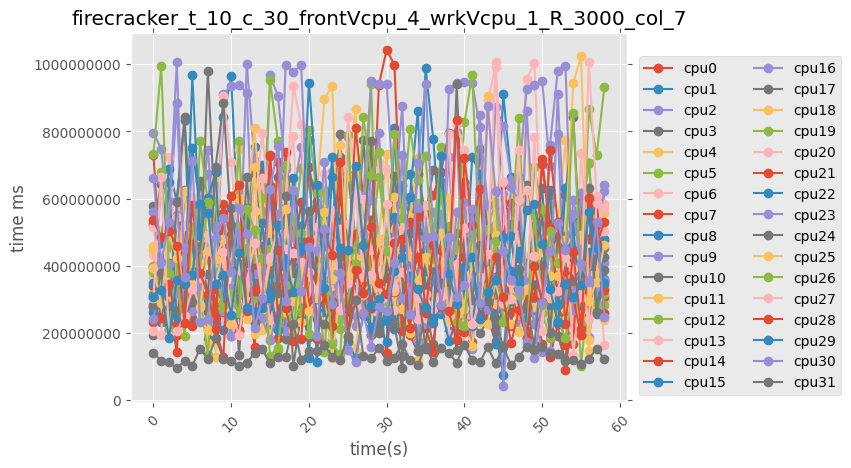 firecracker_t_10_c_30_frontVcpu_4_wrkVcpu_1_R_3000_col_7
time ms
1000000000
800000000
600000000
400000000
200000000
0
0 10 20 30 40 50 60
time(s)
cpu0 cpu16
cpu1 cpu17
cpu2 cpu18
cpu3 cpu19
cpu4 cpu20
cpu5 cpu21
cpu6 cpu22
cpu7 cpu23
cpu8 cpu24
cpu9 cpu25
cpu10 cpu26
cpu11 cpu27
cpu12 cpu28
cpu13 cpu29
cpu14 cpu30
cpu15 cpu31